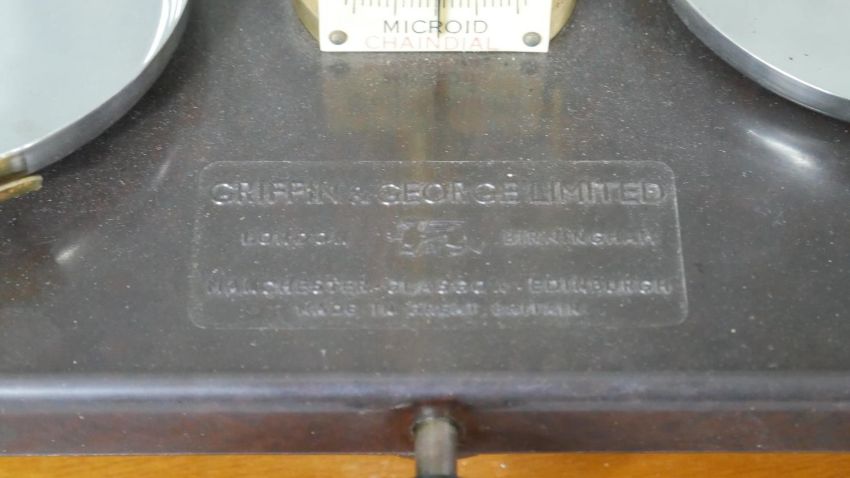 MICROID
CHAINDIAL
GRIFFIN & GEORGE LIMITED
LONDON BIRMINGHAM
MANCHESTER · GLASGOW · EDINBURGH
MADE IN GREAT BRITAIN